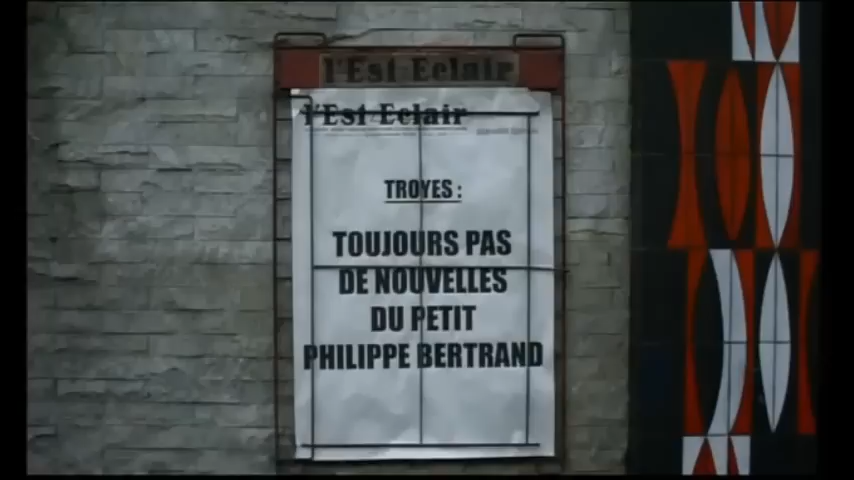 l'Est Eclair
l'Est Eclair
TROYES :
TOUJOURS PAS
DE NOUVELLES
DU PETIT
PHILIPPE BERTRAND